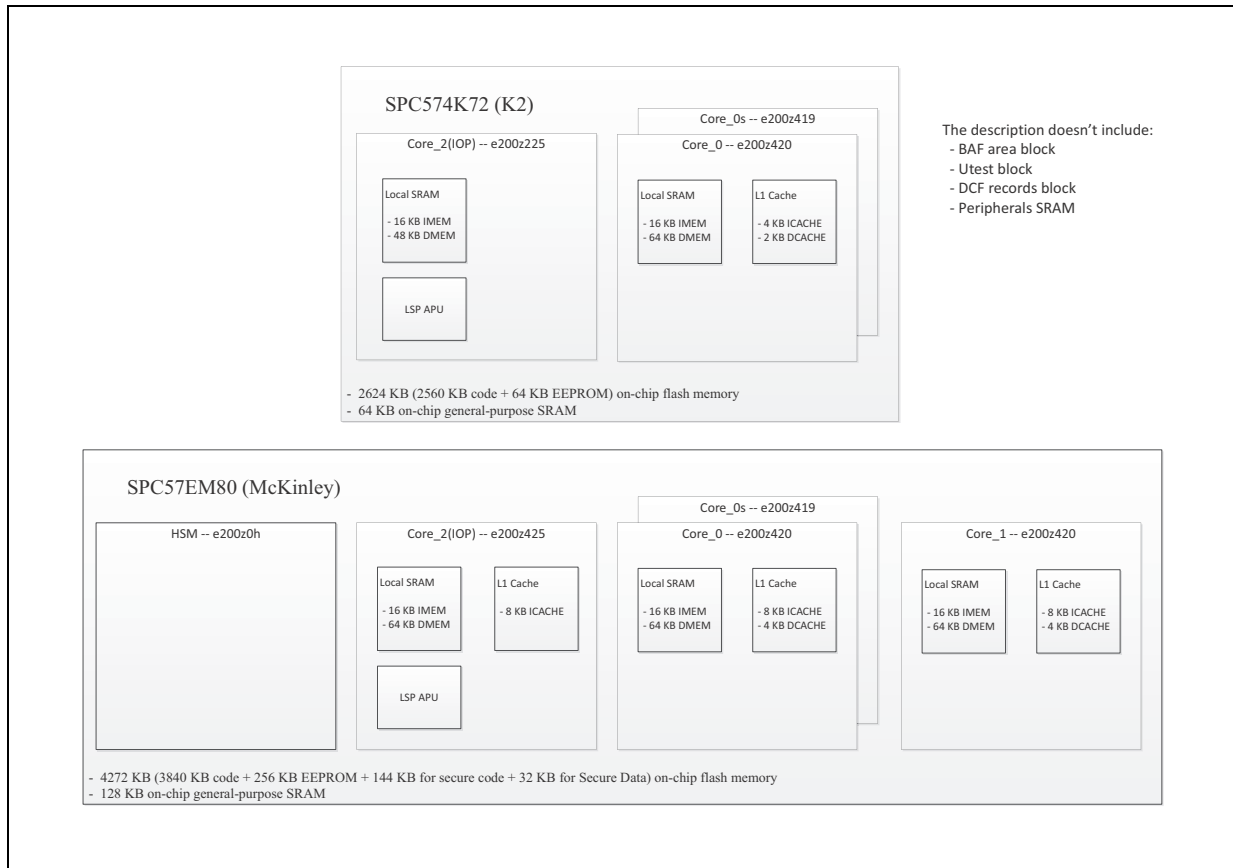 SPC574K72 (K2)
Core_2(IOP) -- e200z225
Local SRAM
- 16 KB IMEM
- 48 KB DMEM
LSP APU
Core_0s -- e200z419
Core_0 -- e200z420
Local SRAM
- 16 KB IMEM
- 64 KB DMEM
L1 Cache
- 4 KB ICACHE
- 2 KB DCACHE
- 2624 KB (2560 KB code + 64 KB EEPROM) on-chip flash memory
- 64 KB on-chip general-purpose SRAM
The description doesn't include:
- BAF area block
- Utest block
- DCF records block
- Peripherals SRAM
SPC57EM80 (McKinley)
HSM -- e200z0h
Core_2(IOP) -- e200z425
Local SRAM
- 16 KB IMEM
- 64 KB DMEM
L1 Cache
- 8 KB ICACHE
LSP APU
Core_0s -- e200z419
Core_0 -- e200z420
Local SRAM
- 16 KB IMEM
- 64 KB DMEM
L1 Cache
- 8 KB ICACHE
- 4 KB DCACHE
Core_1 -- e200z420
Local SRAM
- 16 KB IMEM
- 64 KB DMEM
L1 Cache
- 8 KB ICACHE
- 4 KB DCACHE
- 4272 KB (3840 KB code + 256 KB EEPROM + 144 KB for secure code + 32 KB for Secure Data) on-chip flash memory
- 128 KB on-chip general-purpose SRAM